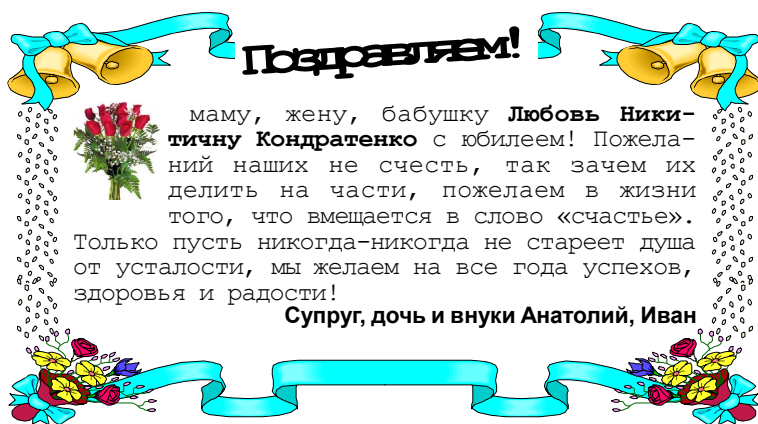 Поздравляем!
маму, жену, бабушку Любовь Ники-
тичну Кондратенко с юбилеем! Пожела-
ний наших не счесть, так зачем их
делить на части, пожелаем в жизни
того, что вмещается в слово «счастье».
Только пусть никогда-никогда не стареет душа
от усталости, мы желаем на все года успехов,
здоровья и радости!
Супруг, дочь и внуки Анатолий, Иван